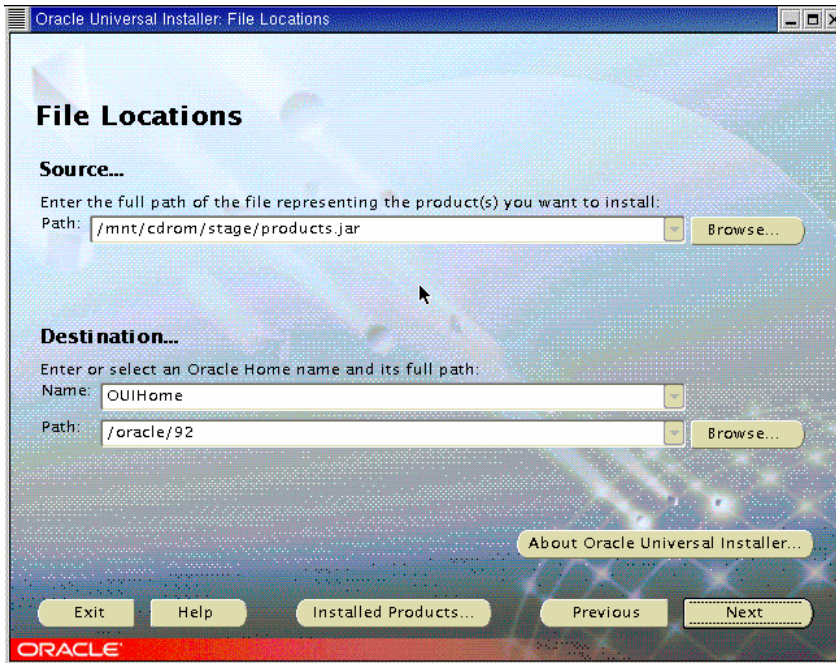 Oracle Universal Installer: File Locations
File Locations
Source...
Enter the full path of the file representing the product(s) you want to install:
Path: /mnt/cdrom/stage/products.jar Browse...
Destination...
Enter or select an Oracle Home name and its full path:
Name: OUIHome
Path: /oracle/92 Browse...
About Oracle Universal Installer...
Exit Help Installed Products... Previous Next
ORACLE